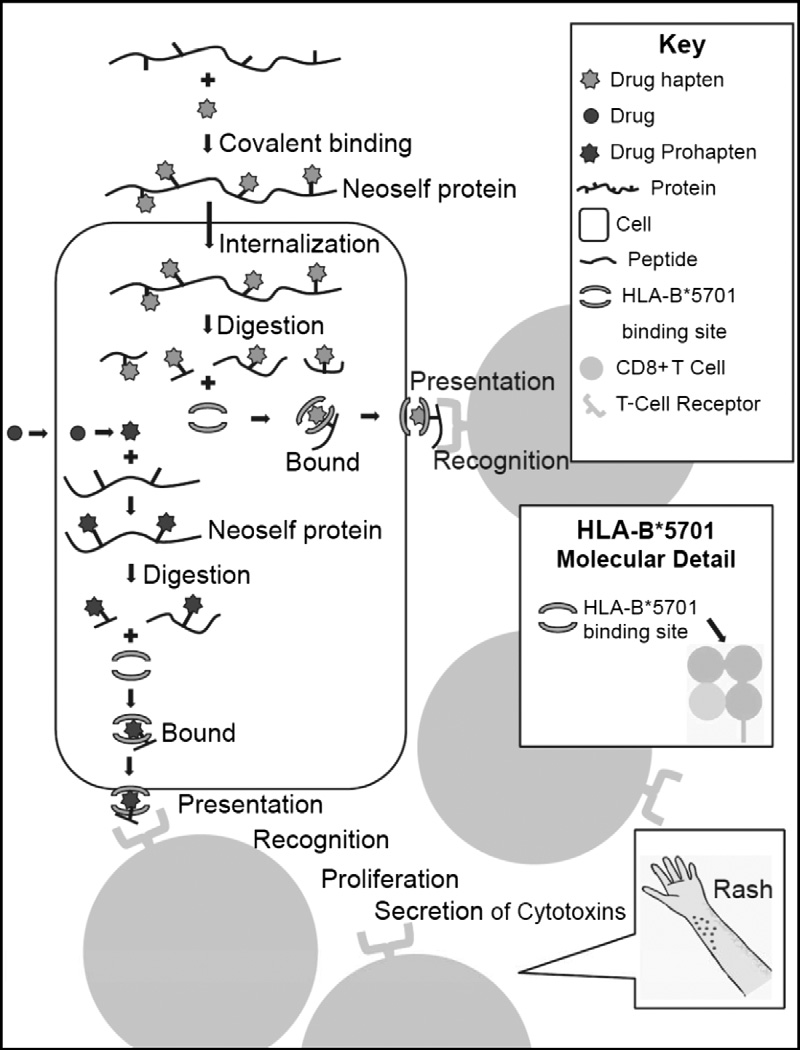 +
Covalent binding
Neoself protein
Internalization
Digestion
+
Bound
Presentation
Recognition
+
Neoself protein
Digestion
+
Bound
Presentation
Recognition
Proliferation
Secretion of Cytotoxins
Key
Drug hapten
Drug
Drug Prohapten
Protein
Cell
Peptide
HLA-B*5701
binding site
CD8+ T Cell
T-Cell Receptor
HLA-B*5701
Molecular Detail
HLA-B*5701
binding site
Rash